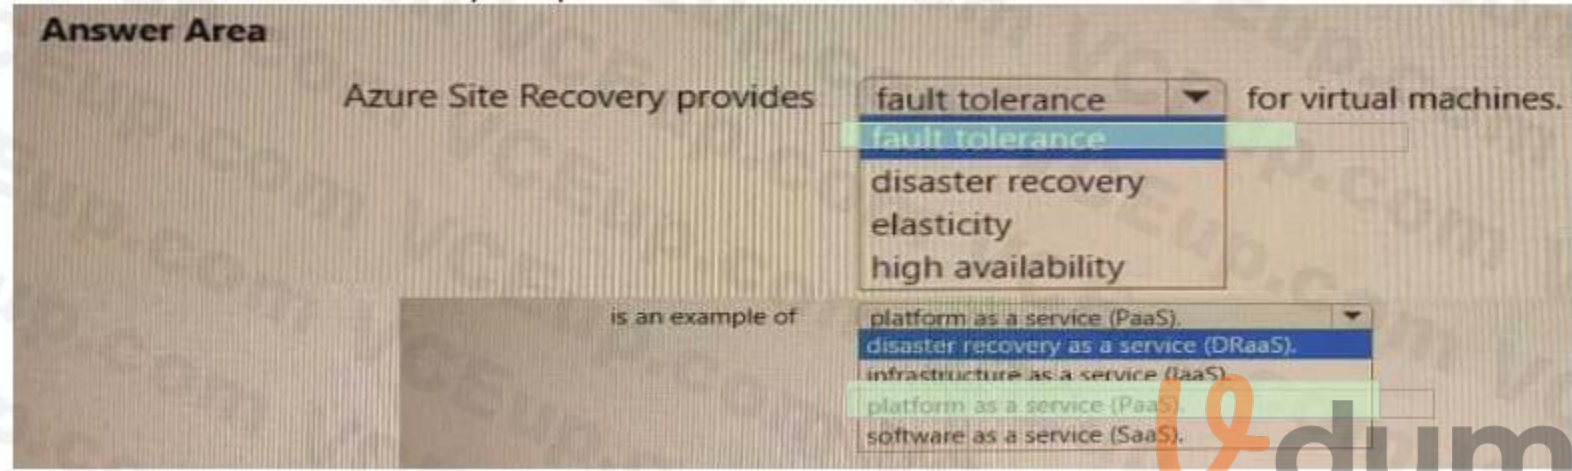 Answer Area
Azure Site Recovery provides fault tolerance for virtual machines.
fault tolerance
disaster recovery
elasticity
high availability
is an example of platform as a service (PaaS).
disaster recovery as a service (DRaaS).
infrastructure as a service (IaaS)
platform as a service (PaaS).
software as a service (SaaS).
dum